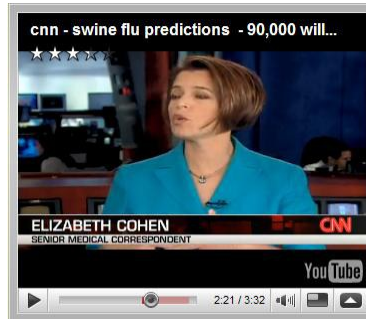 cnn - swine flu predictions - 90,000 will...
ELIZABETH COHEN
CNN
SENIOR MEDICAL CORRESPONDENT
YouTube
2:21 / 3:32